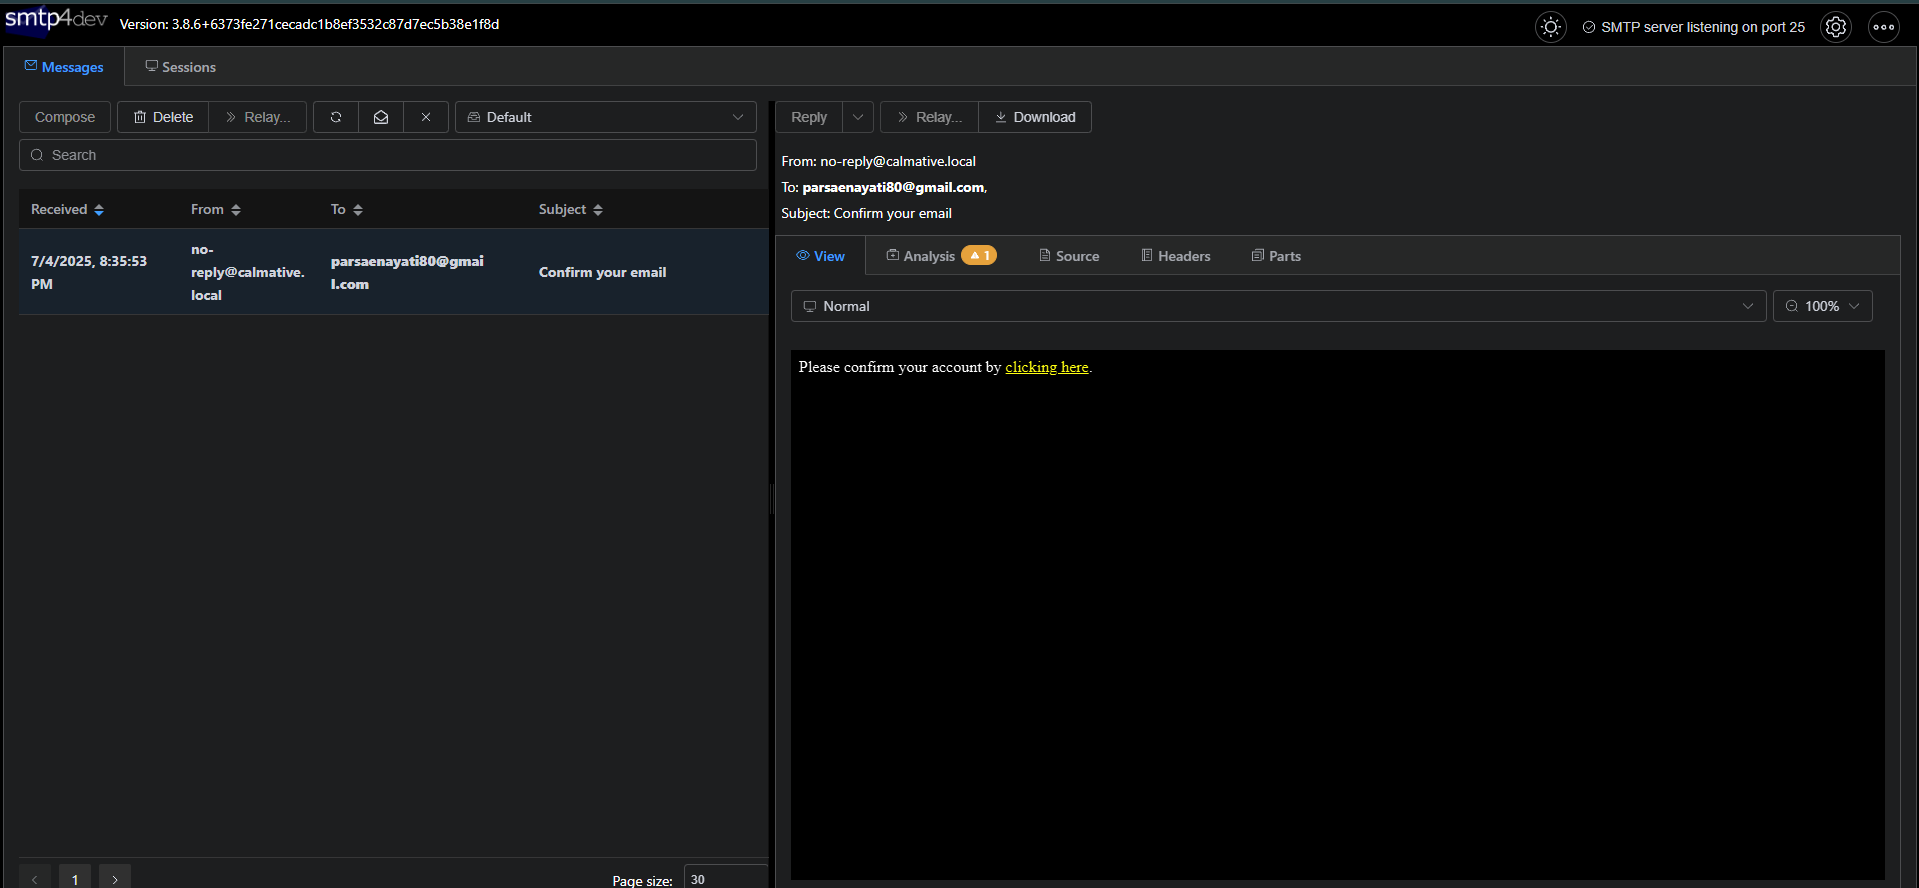 smtp4dev Version: 3.8.6+6373fe271cecadc1b8ef3532c87d7ec5b38e1f8d SMTP server listening on port 25
Messages Sessions
Compose Delete Relay... Default
Search
Received From To Subject
7/4/2025, 8:35:53
PM
no-
reply@calmative.
local
parsaenayati80@gmai
l.com
Confirm your email
1
Page size: 30
Reply Relay... Download
From: no-reply@calmative.local
To: parsaenayati80@gmail.com,
Subject: Confirm your email
View Analysis 1 Source Headers Parts
Normal 100%
Please confirm your account by clicking here.